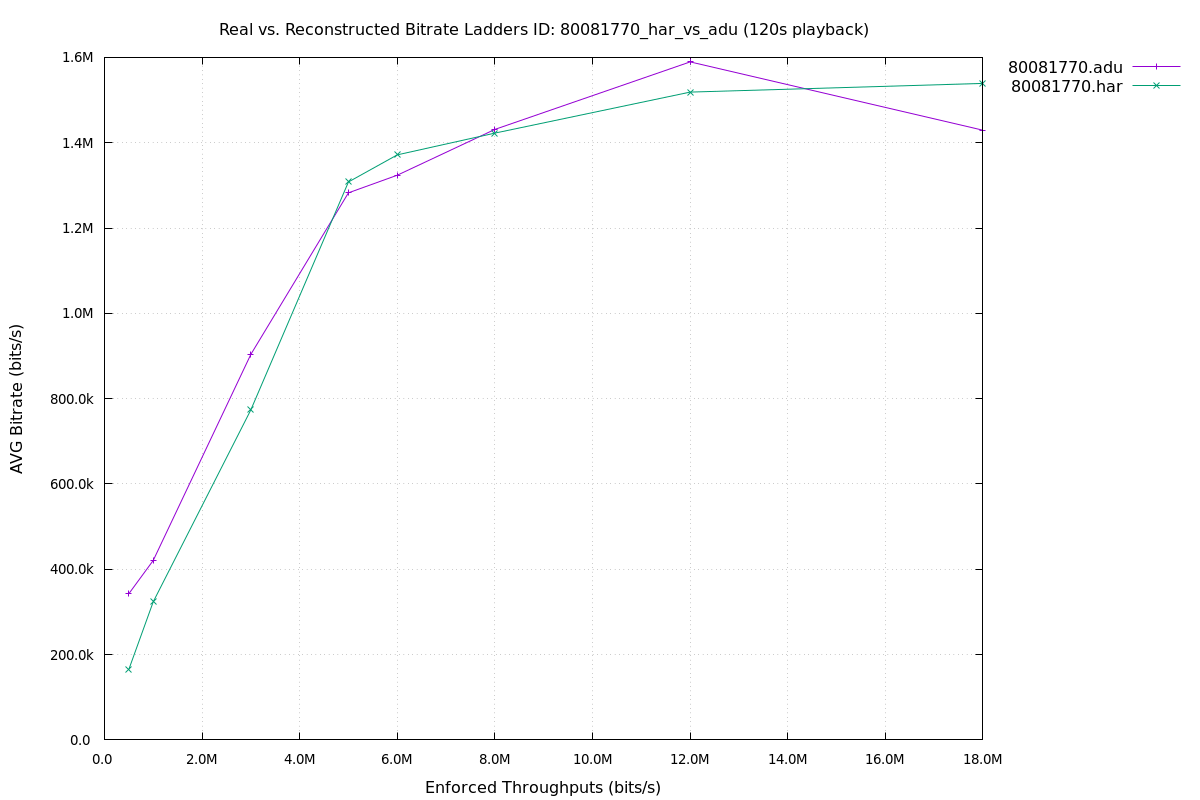 Real vs. Reconstructed Bitrate Ladders ID: 80081770_har_vs_adu (120s playback)
80081770.adu
80081770.har
1.6M
1.4M
1.2M
1.0M
800.0k
600.0k
400.0k
200.0k
0.0
AVG Bitrate (bits/s)
0.0 2.0M 4.0M 6.0M 8.0M 10.0M 12.0M 14.0M 16.0M 18.0M
Enforced Throughputs (bits/s)